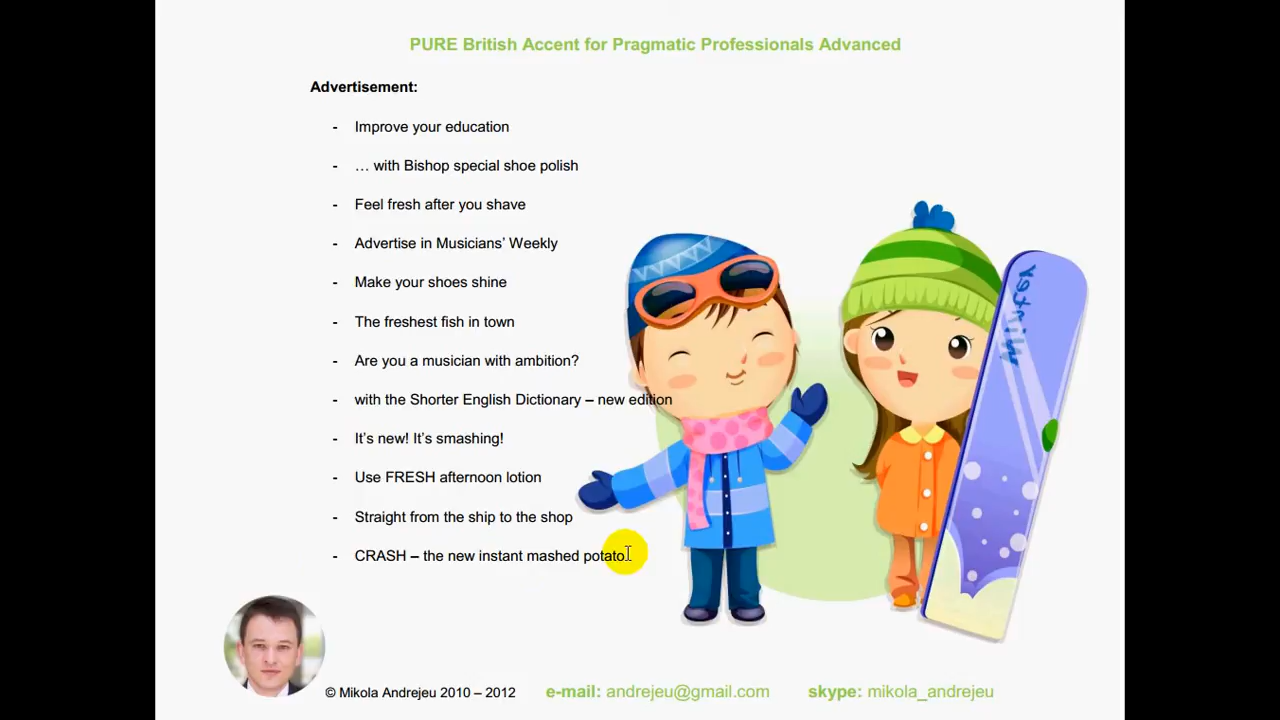 PURE British Accent for Pragmatic Professionals Advanced
Advertisement:
- Improve your education
- … with Bishop special shoe polish
- Feel fresh after you shave
- Advertise in Musicians’ Weekly
- Make your shoes shine
- The freshest fish in town
- Are you a musician with ambition?
- with the Shorter English Dictionary – new edition
- It’s new! It’s smashing!
- Use FRESH afternoon lotion
- Straight from the ship to the shop
- CRASH – the new instant mashed potato
Winter
© Mikola Andrejeu 2010 – 2012 e-mail: andrejeu@gmail.com skype: mikola_andrejeu